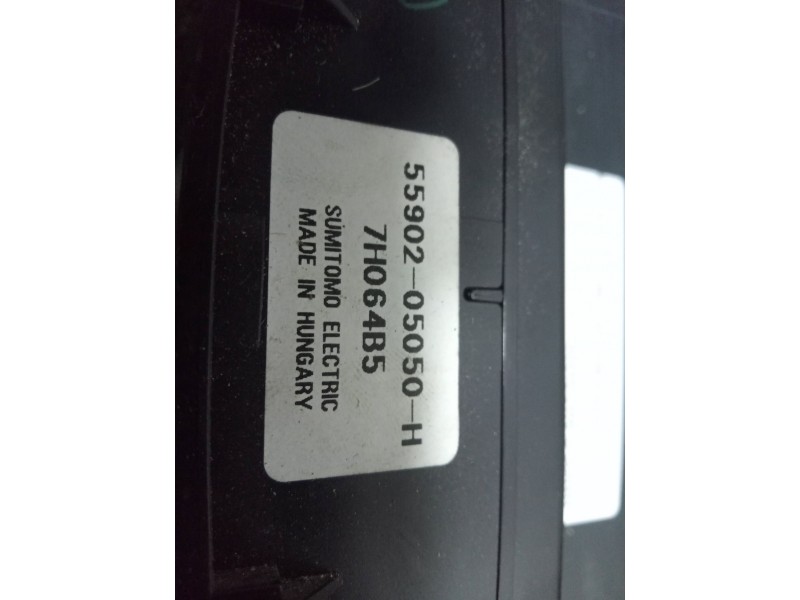 55902-05050-H
7H064B5
SUMITOMO ELECTRIC
MADE IN HUNGARY